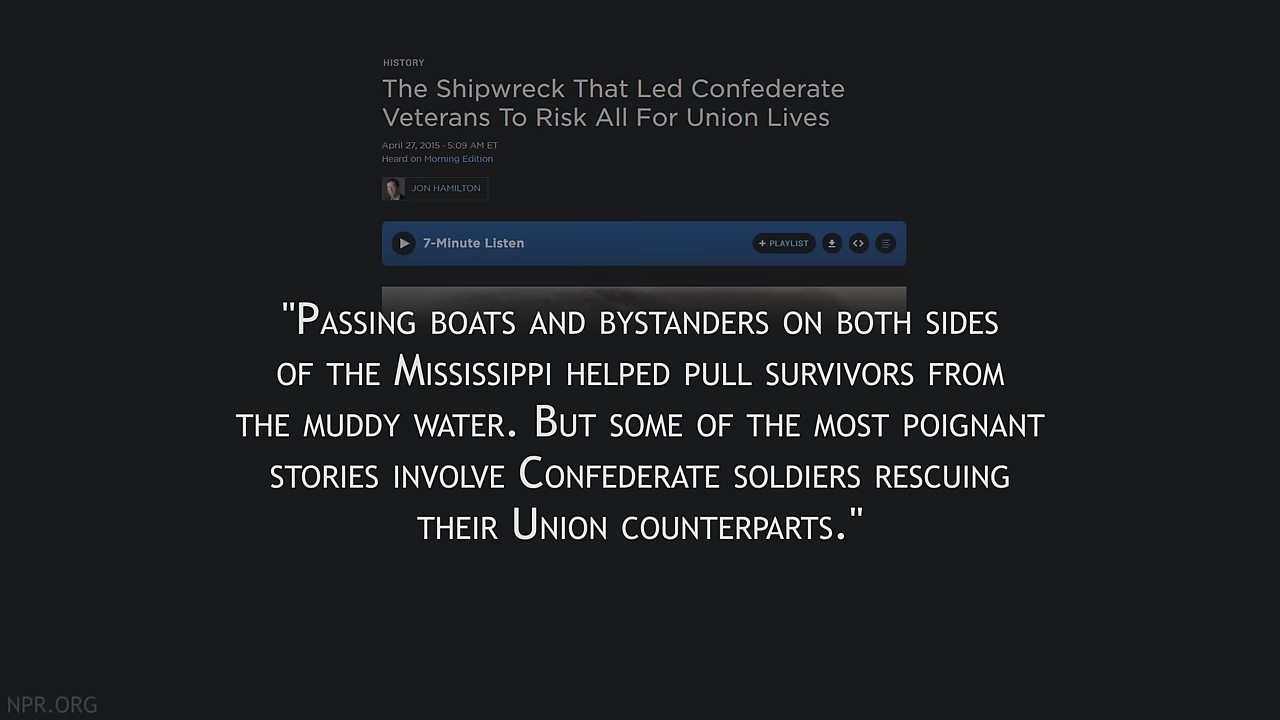 HISTORY
The Shipwreck That Led Confederate
Veterans To Risk All For Union Lives
April 27, 2015 · 5:09 AM ET
Heard on Morning Edition
JON HAMILTON
7-Minute Listen
+ PLAYLIST
"Passing boats and bystanders on both sides
of the Mississippi helped pull survivors from
the muddy water. But some of the most poignant
stories involve Confederate soldiers rescuing
their Union counterparts."
NPR.ORG